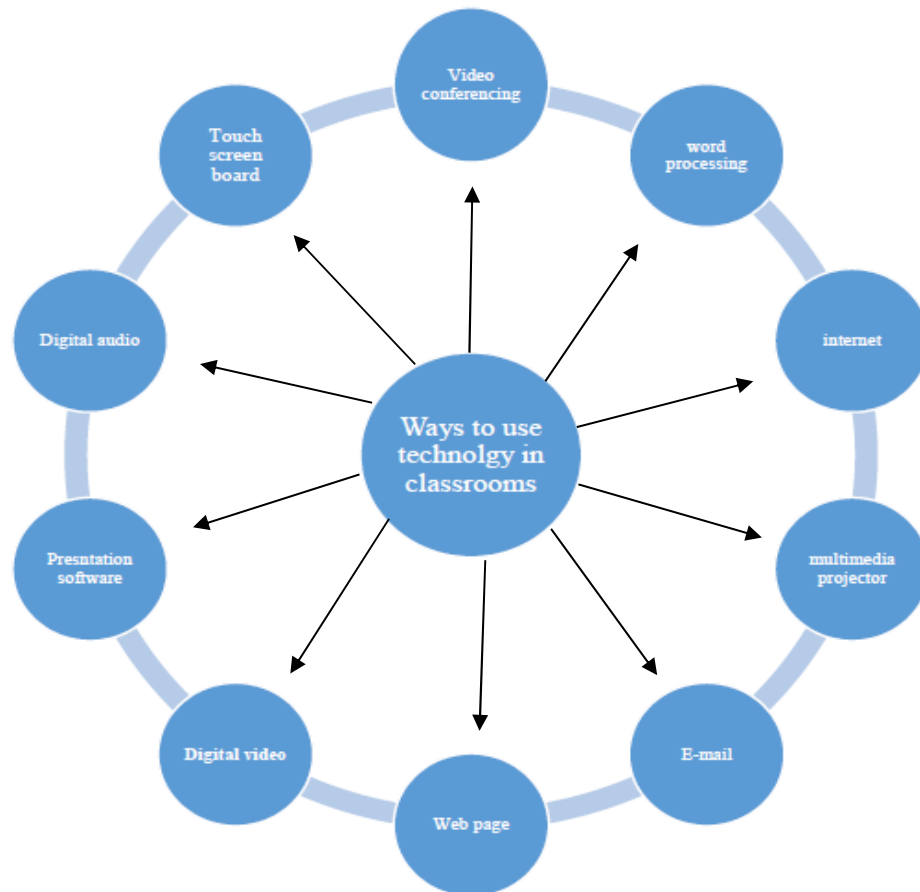 Video
conferencing
word
processing
internet
multimedia
projector
E-mail
Web page
Digital video
Presntation
software
Digital audio
Touch
screen
board
Ways to use
technolgy in
classrooms